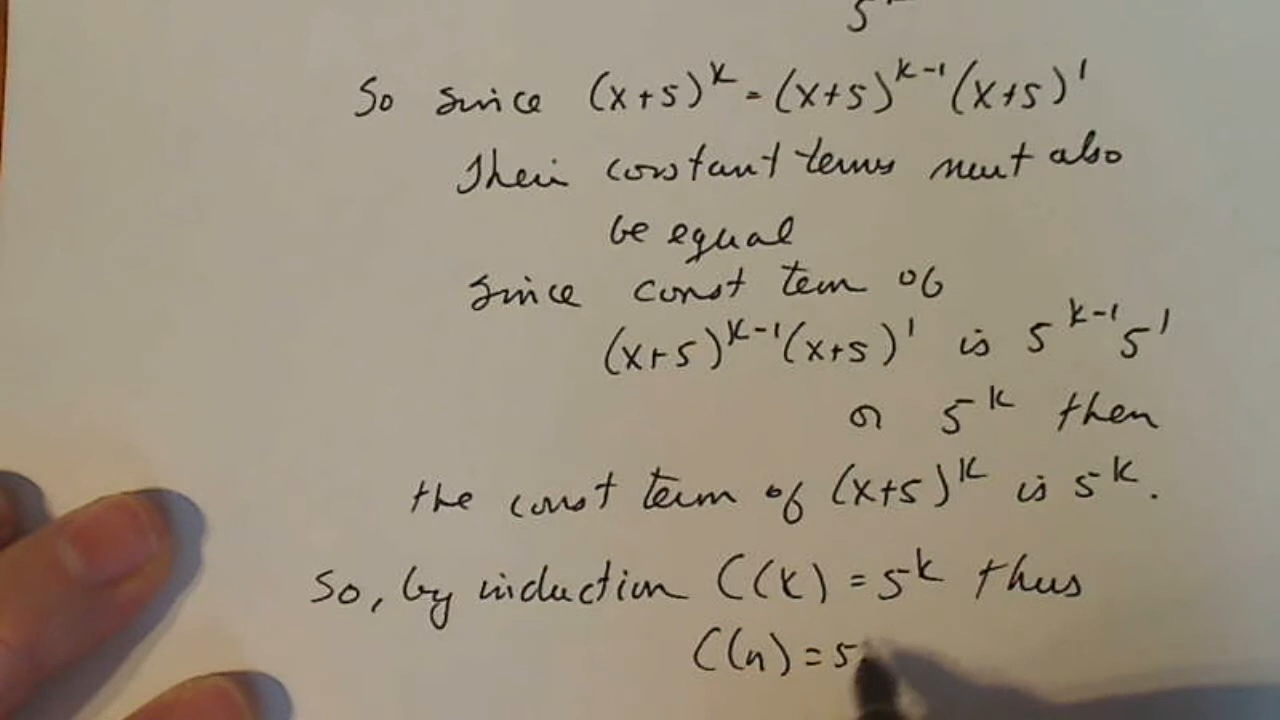 So since (x+5)^k = (x+5)^{k-1} (x+5)^1
Their constant terms must also
be equal
since const term of
(x+5)^{k-1} (x+5)^1 is 5^{k-1} 5^1
or 5^k then
the const term of (x+5)^k is 5^k.
So, by induction C(k) = 5^k thus
C(n) = 5